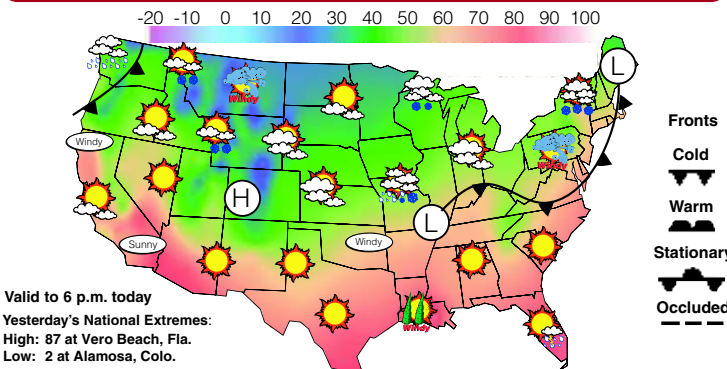 -20 -10 0 10 20 30 40 50 60 70 80 90 100
L
Windy
Fronts
Cold
Windy
Windy
H
Warm
L
Sunny
Windy
Stationary
Valid to 6 p.m. today
Yesterday's National Extremes:
High: 87 at Vero Beach, Fla.
Low: 2 at Alamosa, Colo.
Windy
Occluded